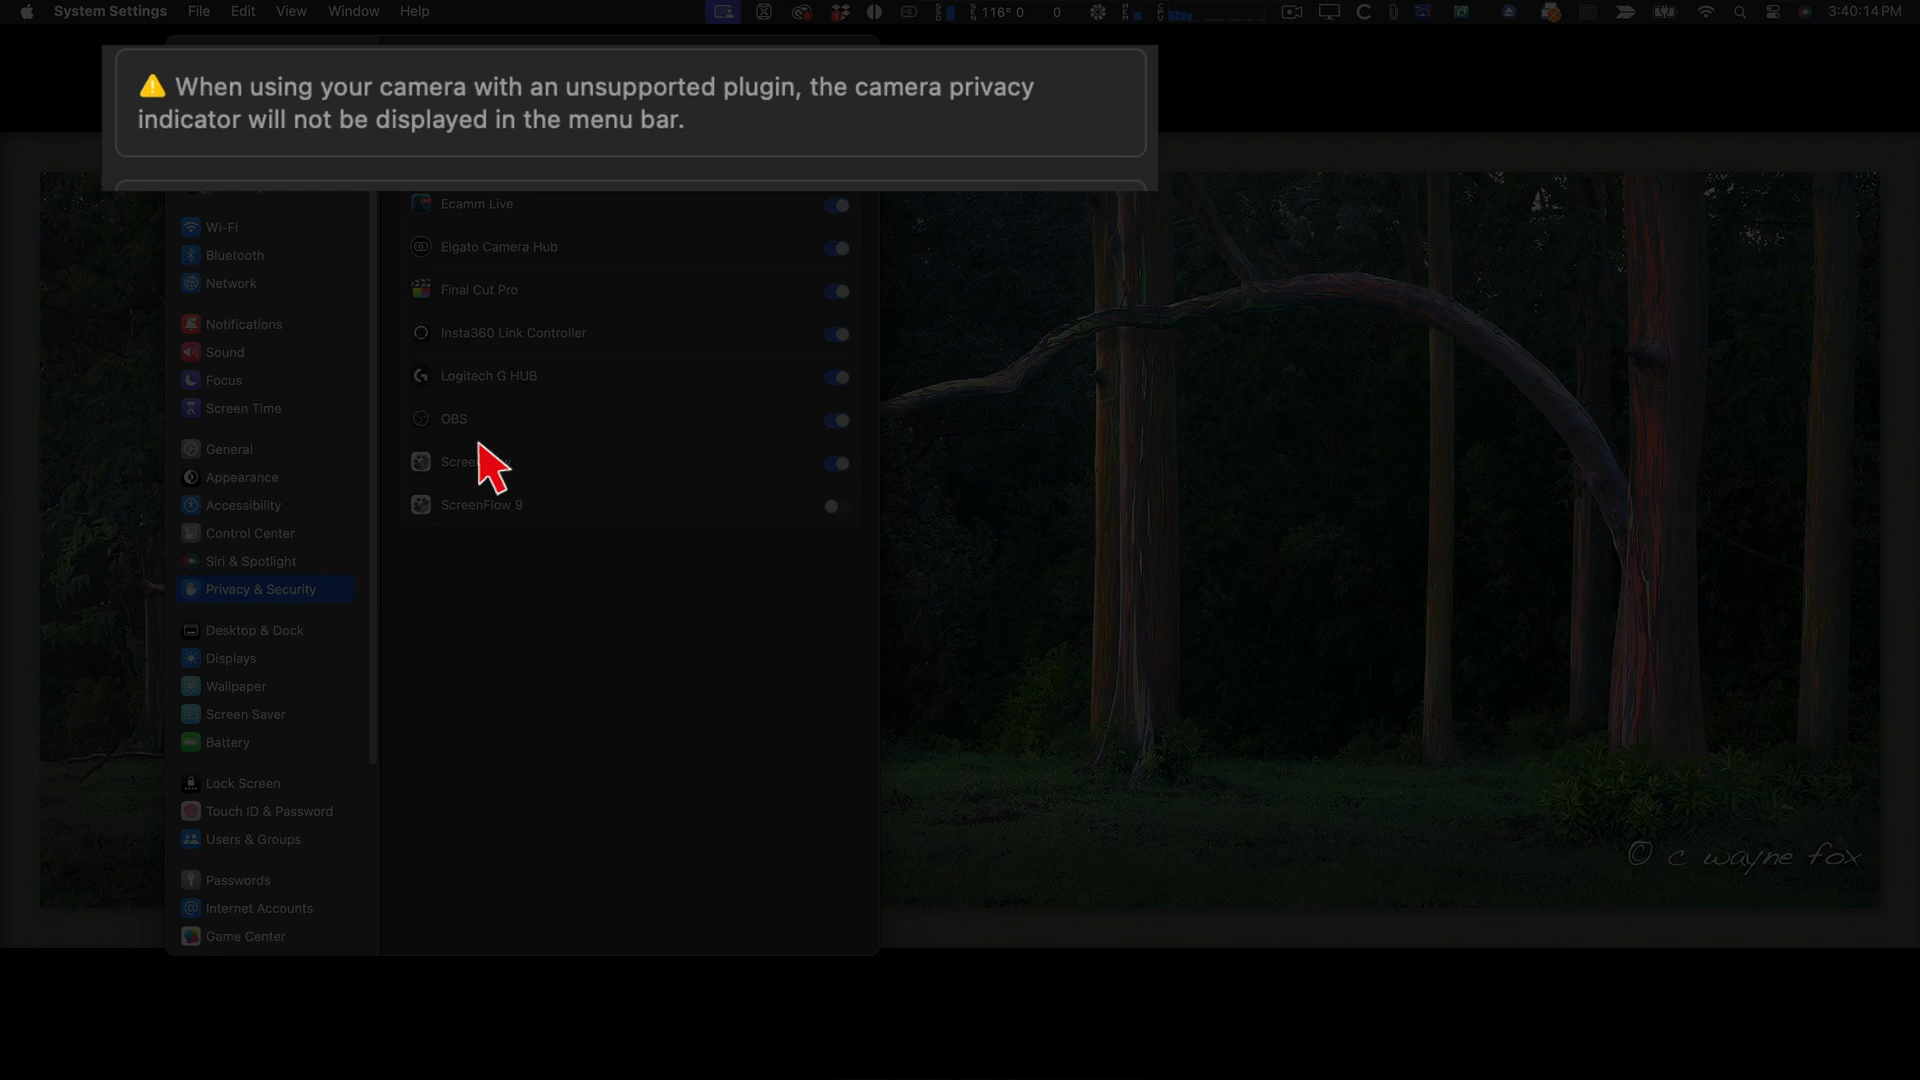 System Settings File Edit View Window Help 116° 0 0 3:40:14 PM
⚠️ When using your camera with an unsupported plugin, the camera privacy
indicator will not be displayed in the menu bar.
Wi-Fi
Bluetooth
Network
Notifications
Sound
Focus
Screen Time
General
Appearance
Accessibility
Control Center
Siri & Spotlight
Privacy & Security
Desktop & Dock
Displays
Wallpaper
Screen Saver
Battery
Lock Screen
Touch ID & Password
Users & Groups
Passwords
Internet Accounts
Game Center
Ecamm Live
Elgato Camera Hub
Final Cut Pro
Insta360 Link Controller
Logitech G HUB
OBS
ScreenFlow 9
© c wayne fox